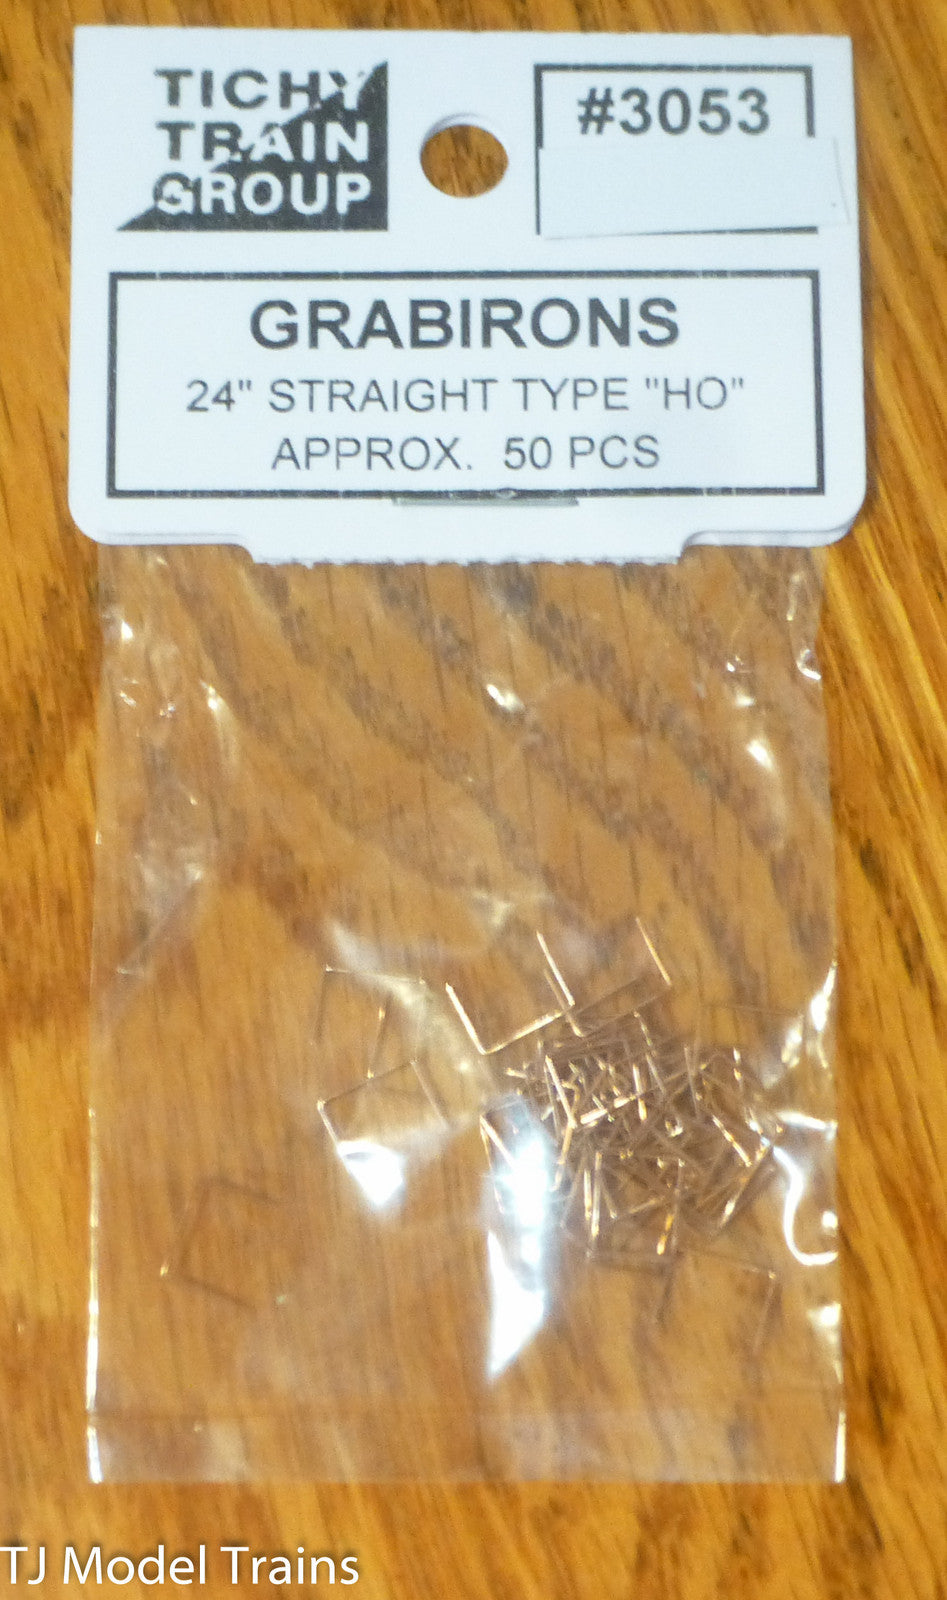 TICHY
TRAIN
GROUP
#3053
GRABIRONS
24" STRAIGHT TYPE "HO"
APPROX. 50 PCS
TJ Model Trains